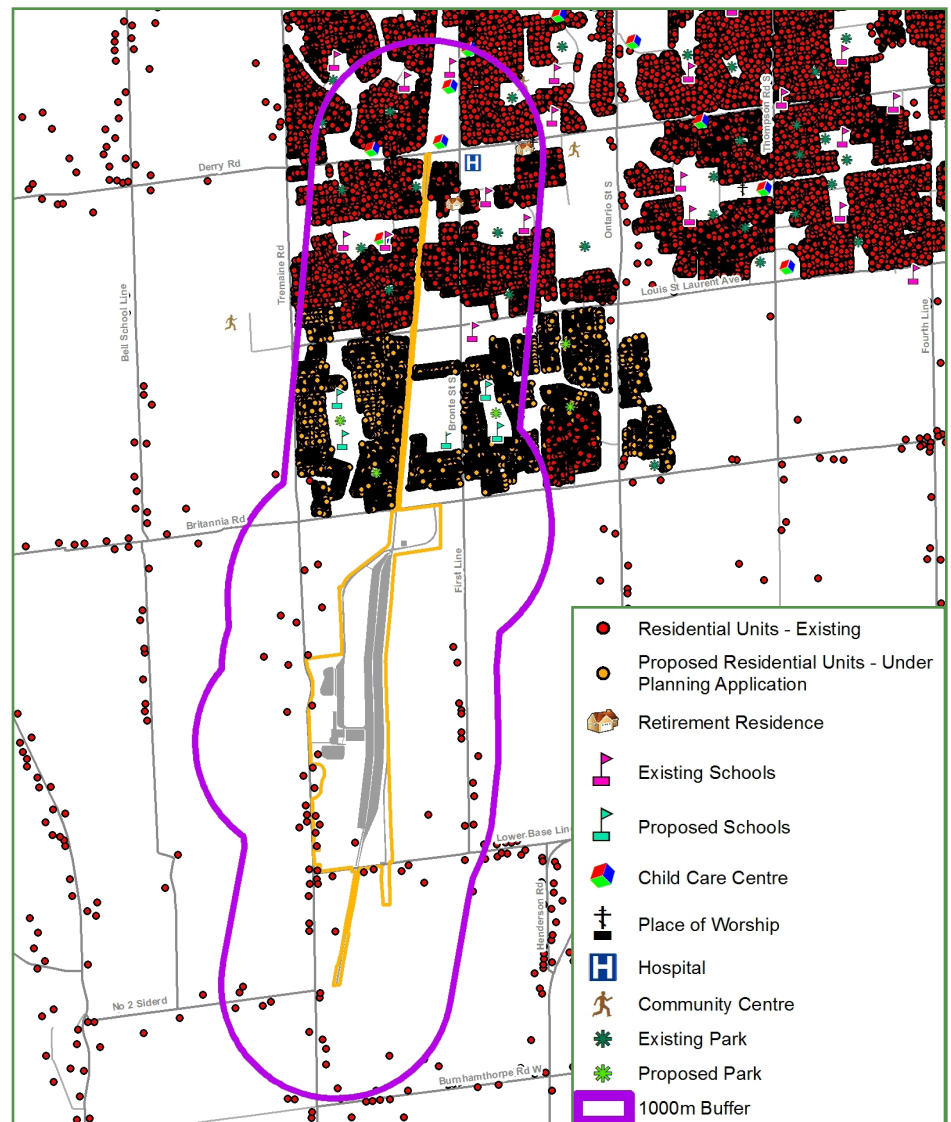 Derry Rd
Thompson Rd S
Ontario St S
Tremaine Rd
Louis St Laurent Ave
Bell School Line
Fourth Line
Bronte St S
Britannia Rd
First Line
Lower Base Line
Henderson Rd
No 2 Siderd
Burnhamthorpe Rd W
H
Residential Units - Existing
Proposed Residential Units - Under
Planning Application
Retirement Residence
Existing Schools
Proposed Schools
Child Care Centre
Place of Worship
H
Hospital
Community Centre
Existing Park
Proposed Park
1000m Buffer